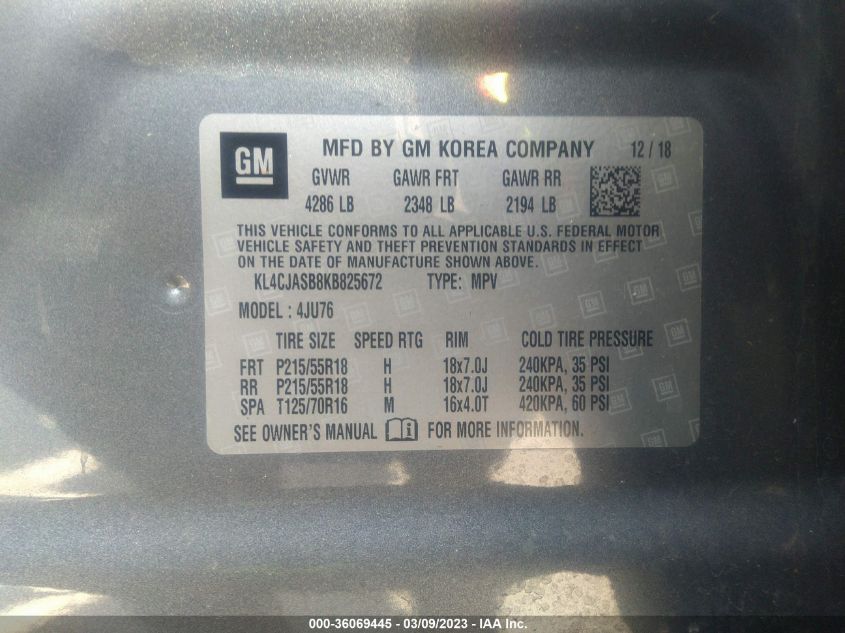 GM MFD BY GM KOREA COMPANY 12 / 18
GVWR GAWR FRT GAWR RR
4286 LB 2348 LB 2194 LB
THIS VEHICLE CONFORMS TO ALL APPLICABLE U.S. FEDERAL MOTOR
VEHICLE SAFETY AND THEFT PREVENTION STANDARDS IN EFFECT
ON THE DATE OF MANUFACTURE SHOWN ABOVE.
KL4CJASB8KB825672 TYPE: MPV
MODEL : 4JU76
TIRE SIZE SPEED RTG RIM COLD TIRE PRESSURE
FRT P215/55R18 H 18x7.0J 240KPA, 35 PSI
RR P215/55R18 H 18x7.0J 240KPA, 35 PSI
SPA T125/70R16 M 16x4.0T 420KPA, 60 PSI
SEE OWNER'S MANUAL i FOR MORE INFORMATION.
000-36069445 - 03/09/2023 - IAA Inc.